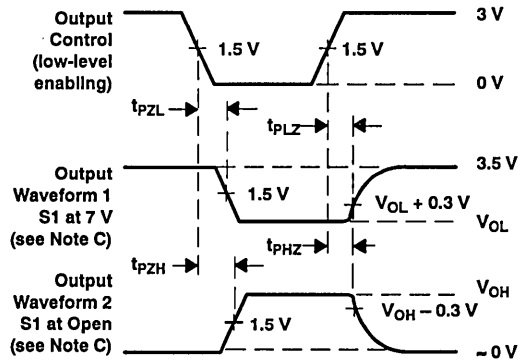 Output
Control
(low-level
enabling)
1.5 V
1.5 V
3 V
0 V
tPZL
tPLZ
Output
Waveform 1
S1 at 7 V
(see Note C)
1.5 V
3.5 V
VOL + 0.3 V
VOL
tPZH
tPHZ
Output
Waveform 2
S1 at Open
(see Note C)
1.5 V
VOH
VOH − 0.3 V
≈ 0 V